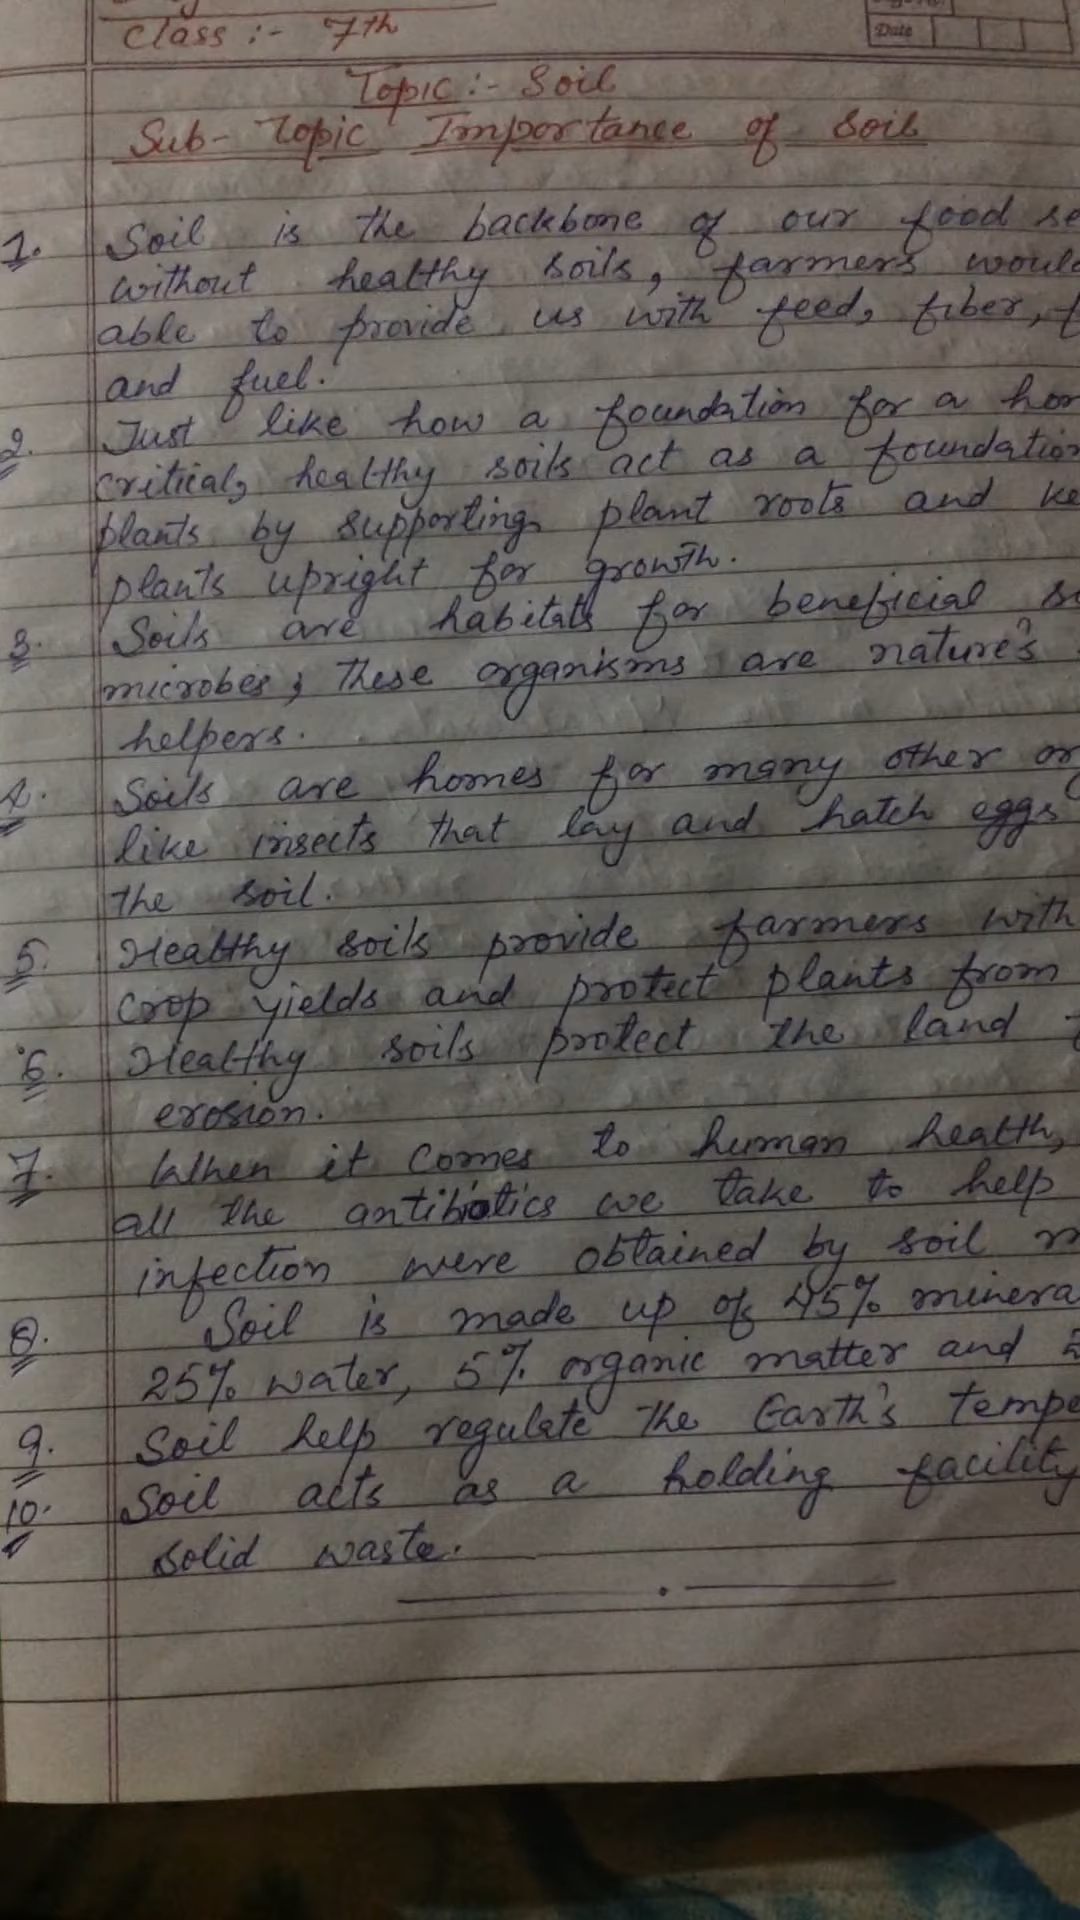 Class :- 7th
Date
Topic :- Soil
Sub- Topic Importance of Soil
1. Soil is the backbone of our food se
without healthy soils, farmers would
able to provide us with feed, fiber, f
and fuel.
2. Just like how a foundation for a hom
critical, healthy soils act as a foundation
plants by supporting plant roots and ke
plants upright for growth.
3. Soils are habitats for beneficial so
microbes; these organisms are nature's
helpers.
4. Soils are homes for many other org
like insects that lay and hatch eggs
the soil.
5. Healthy soils provide farmers with
crop yields and protect plants from
6. Healthy soils protect the land f
erosion.
7. When it comes to human health,
all the antibiotics we take to help
infection were obtained by soil m
8. Soil is made up of 45% minera
25% water, 5% organic matter and 2
9. Soil help regulate the Earth's tempe
10. Soil acts as a holding facility
solid waste.